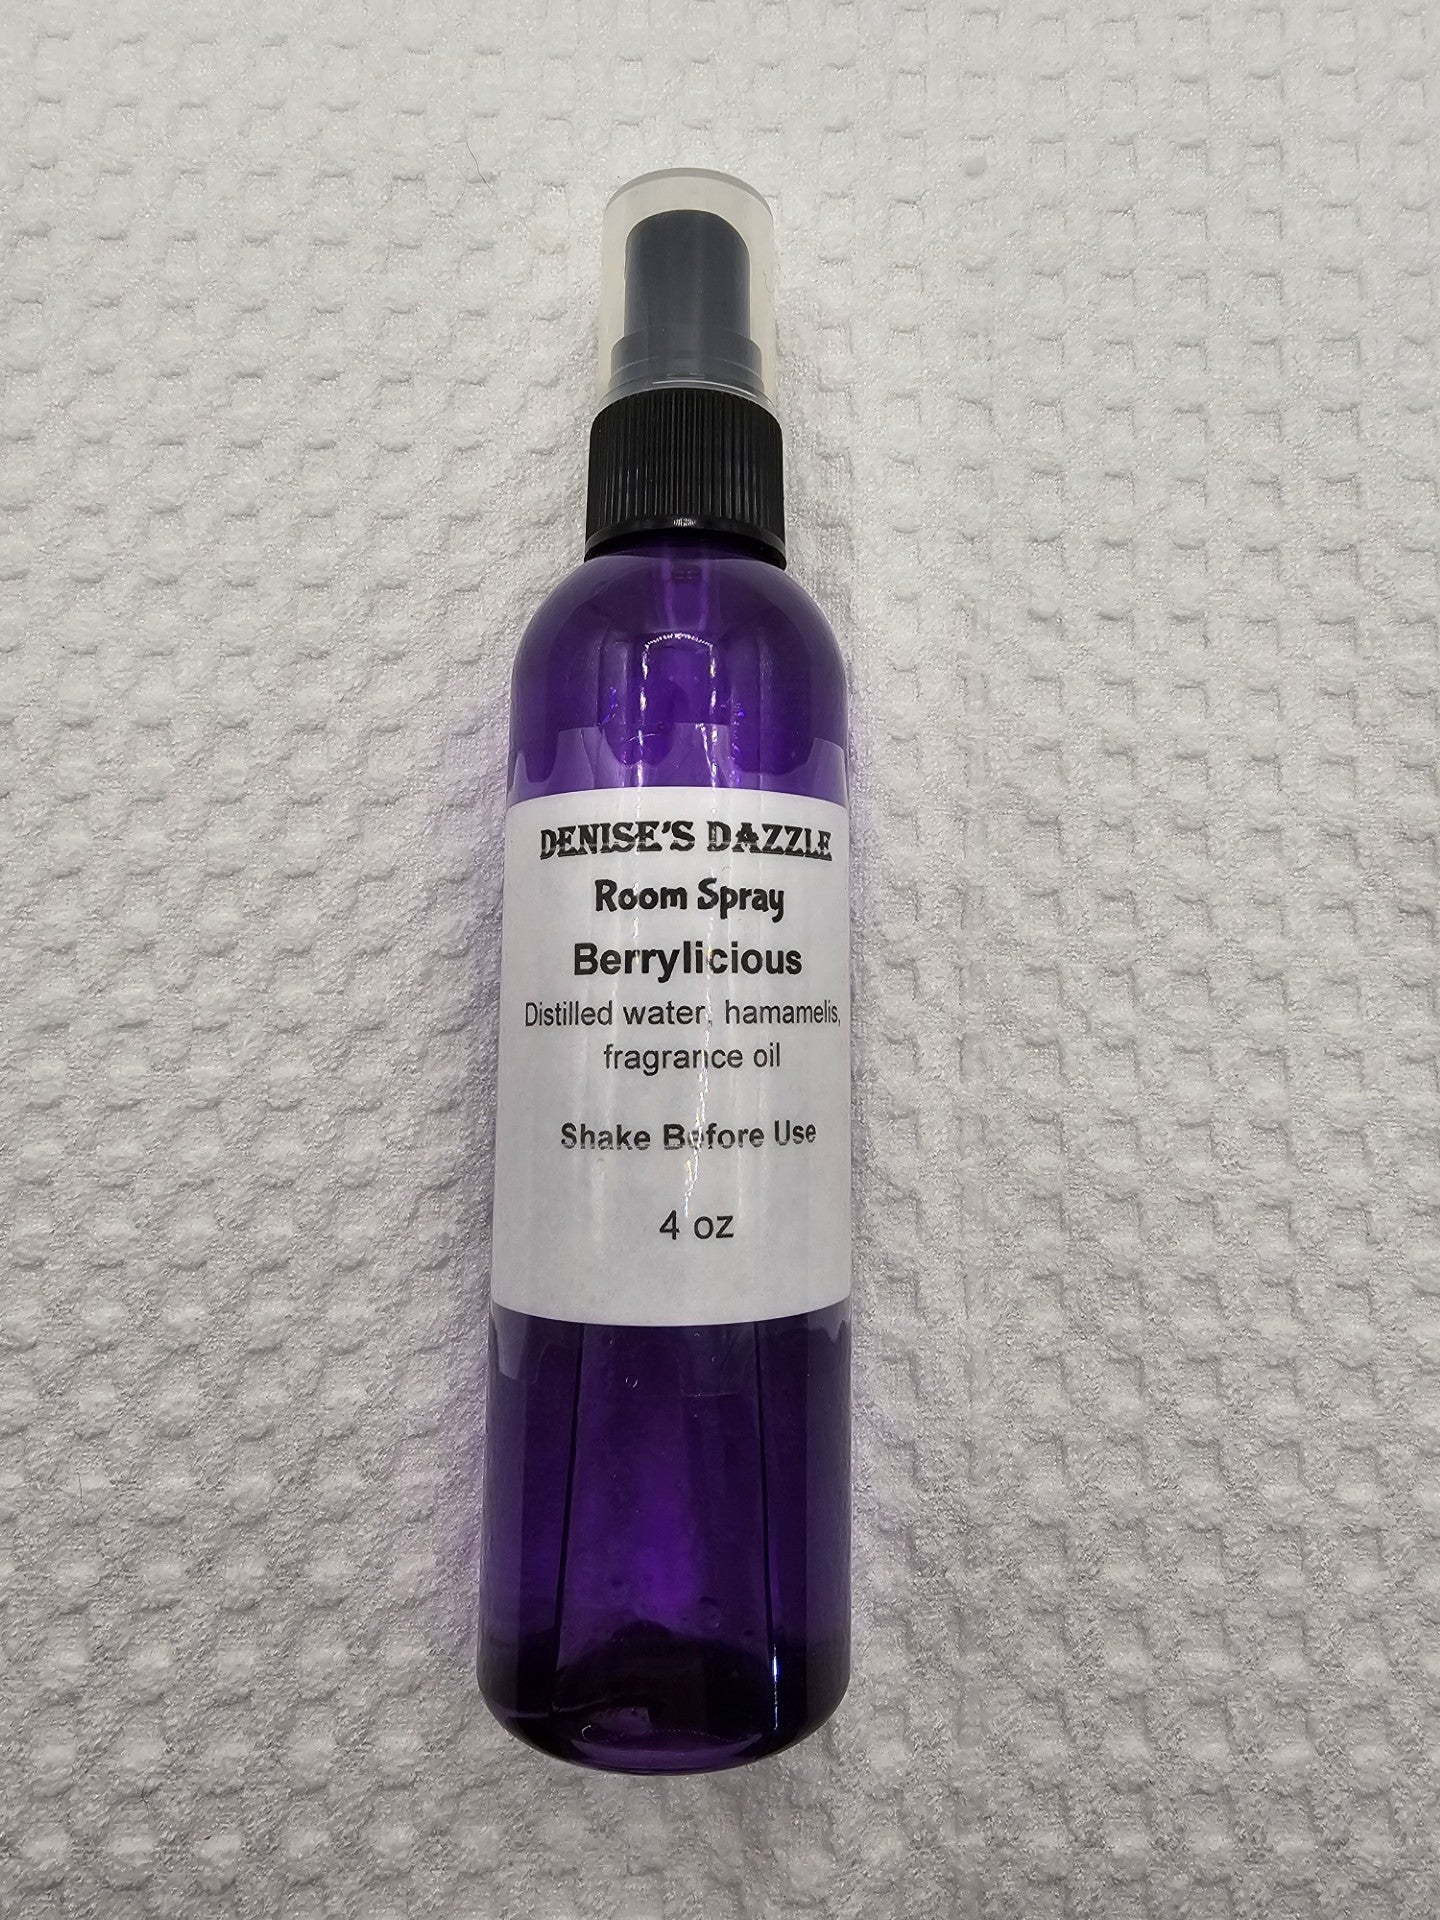 DENISE'S DAZZLE
Room Spray
Berrylicious
Distilled water, hamamelis,
fragrance oil
Shake Before Use
4 oz